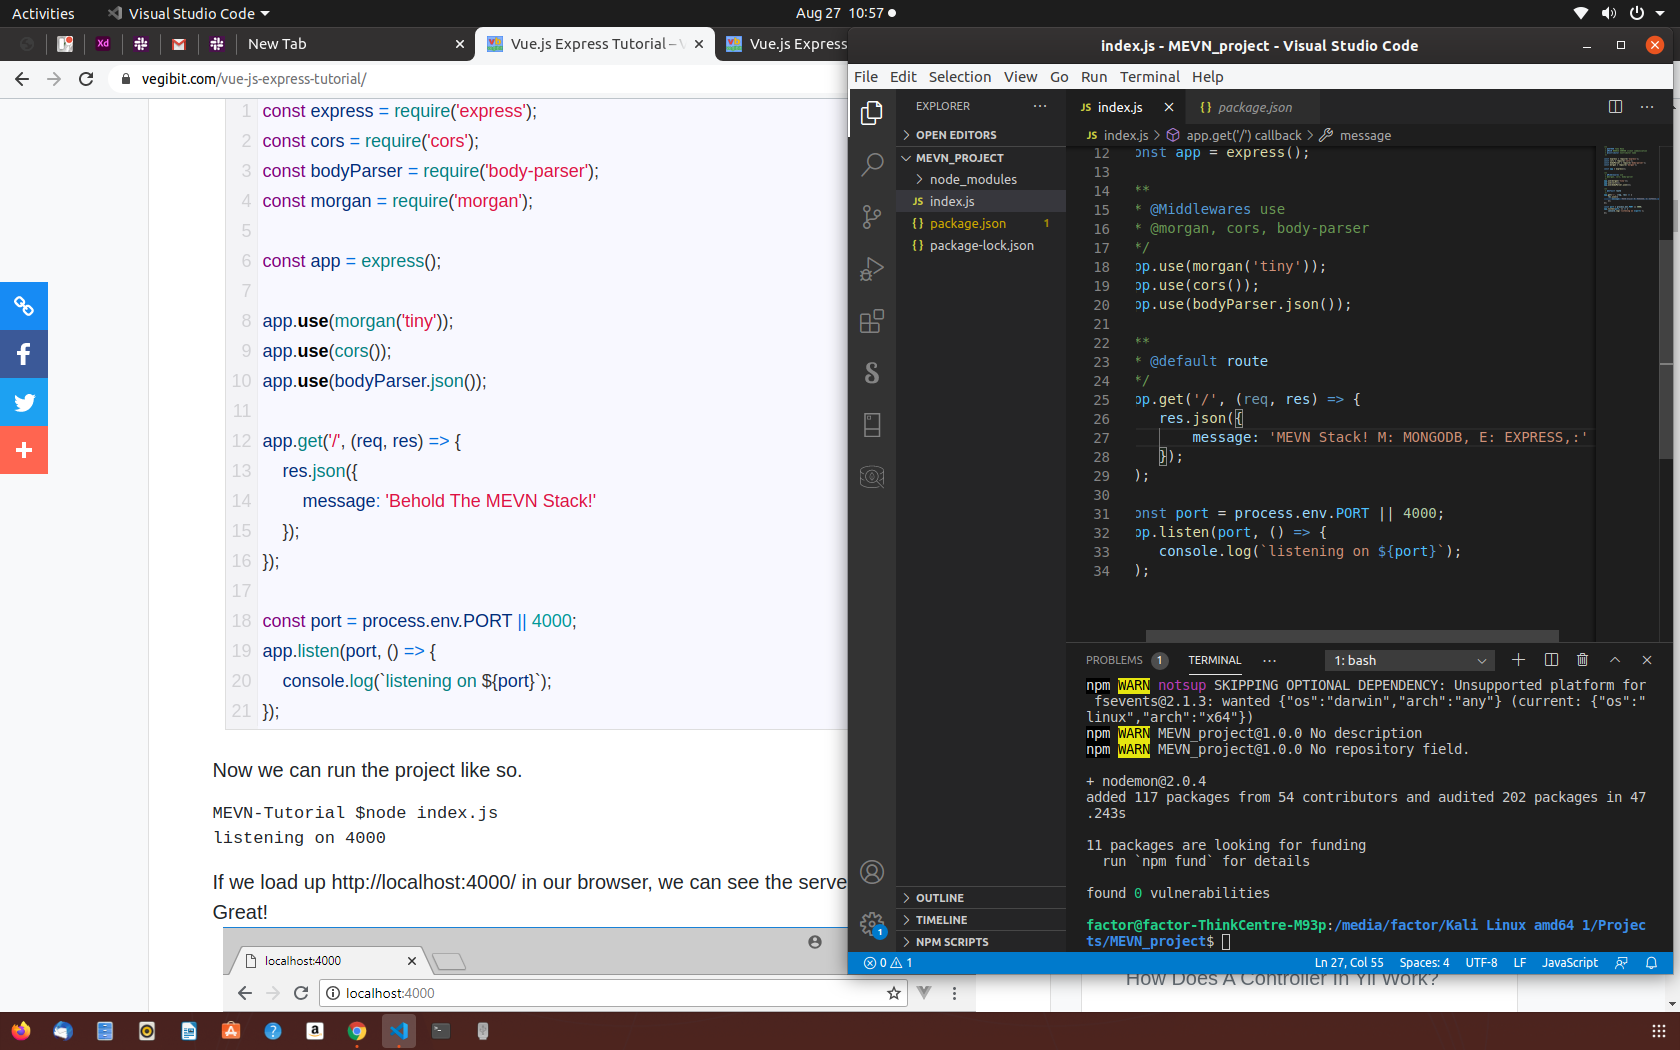 Activities
Visual Studio Code
Aug 27 10:57
New Tab
Vue.js Express Tutorial –
Vue.js Express
vegibit.com/vue-js-express-tutorial/
1 const express = require('express');
2 const cors = require('cors');
3 const bodyParser = require('body-parser');
4 const morgan = require('morgan');
5
6 const app = express();
7
8 app.use(morgan('tiny'));
9 app.use(cors());
10 app.use(bodyParser.json());
11
12 app.get('/', (req, res) => {
13 res.json({
14 message: 'Behold The MEVN Stack!'
15 });
16 });
17
18 const port = process.env.PORT || 4000;
19 app.listen(port, () => {
20 console.log(`listening on ${port}`);
21 });
Now we can run the project like so.
MEVN-Tutorial $node index.js
listening on 4000
If we load up http://localhost:4000/ in our browser, we can see the serve
Great!
localhost:4000
localhost:4000
index.js - MEVN_project - Visual Studio Code
File Edit Selection View Go Run Terminal Help
EXPLORER
OPEN EDITORS
MEVN_PROJECT
node_modules
JS index.js
{} package.json 1
{} package-lock.json
OUTLINE
TIMELINE
NPM SCRIPTS
1
JS index.js
{} package.json
JS index.js > app.get('/') callback > message
12 onst app = express();
13
14 **
15 * @Middlewares use
16 * @morgan, cors, body-parser
17 */
18 pp.use(morgan('tiny'));
19 pp.use(cors());
20 pp.use(bodyParser.json());
21
22 **
23 * @default route
24 */
25 pp.get('/', (req, res) => {
26 res.json({
27 message: 'MEVN Stack! M: MONGODB, E: EXPRESS,:'
28 });
29 );
30
31 onst port = process.env.PORT || 4000;
32 pp.listen(port, () => {
33 console.log(`listening on ${port}`);
34 );
PROBLEMS 1 TERMINAL ··· 1: bash
npm WARN notsup SKIPPING OPTIONAL DEPENDENCY: Unsupported platform for
fsevents@2.1.3: wanted {"os":"darwin","arch":"any"} (current: {"os":"
linux","arch":"x64"})
npm WARN MEVN_project@1.0.0 No description
npm WARN MEVN_project@1.0.0 No repository field.
+ nodemon@2.0.4
added 117 packages from 54 contributors and audited 202 packages in 47
.243s
11 packages are looking for funding
run `npm fund` for details
found 0 vulnerabilities
factor@factor-ThinkCentre-M93p:/media/factor/Kali Linux amd64 1/Projec
ts/MEVN_project$
0 1
Ln 27, Col 55 Spaces: 4 UTF-8 LF JavaScript
How Does A Controller In Yii Work?